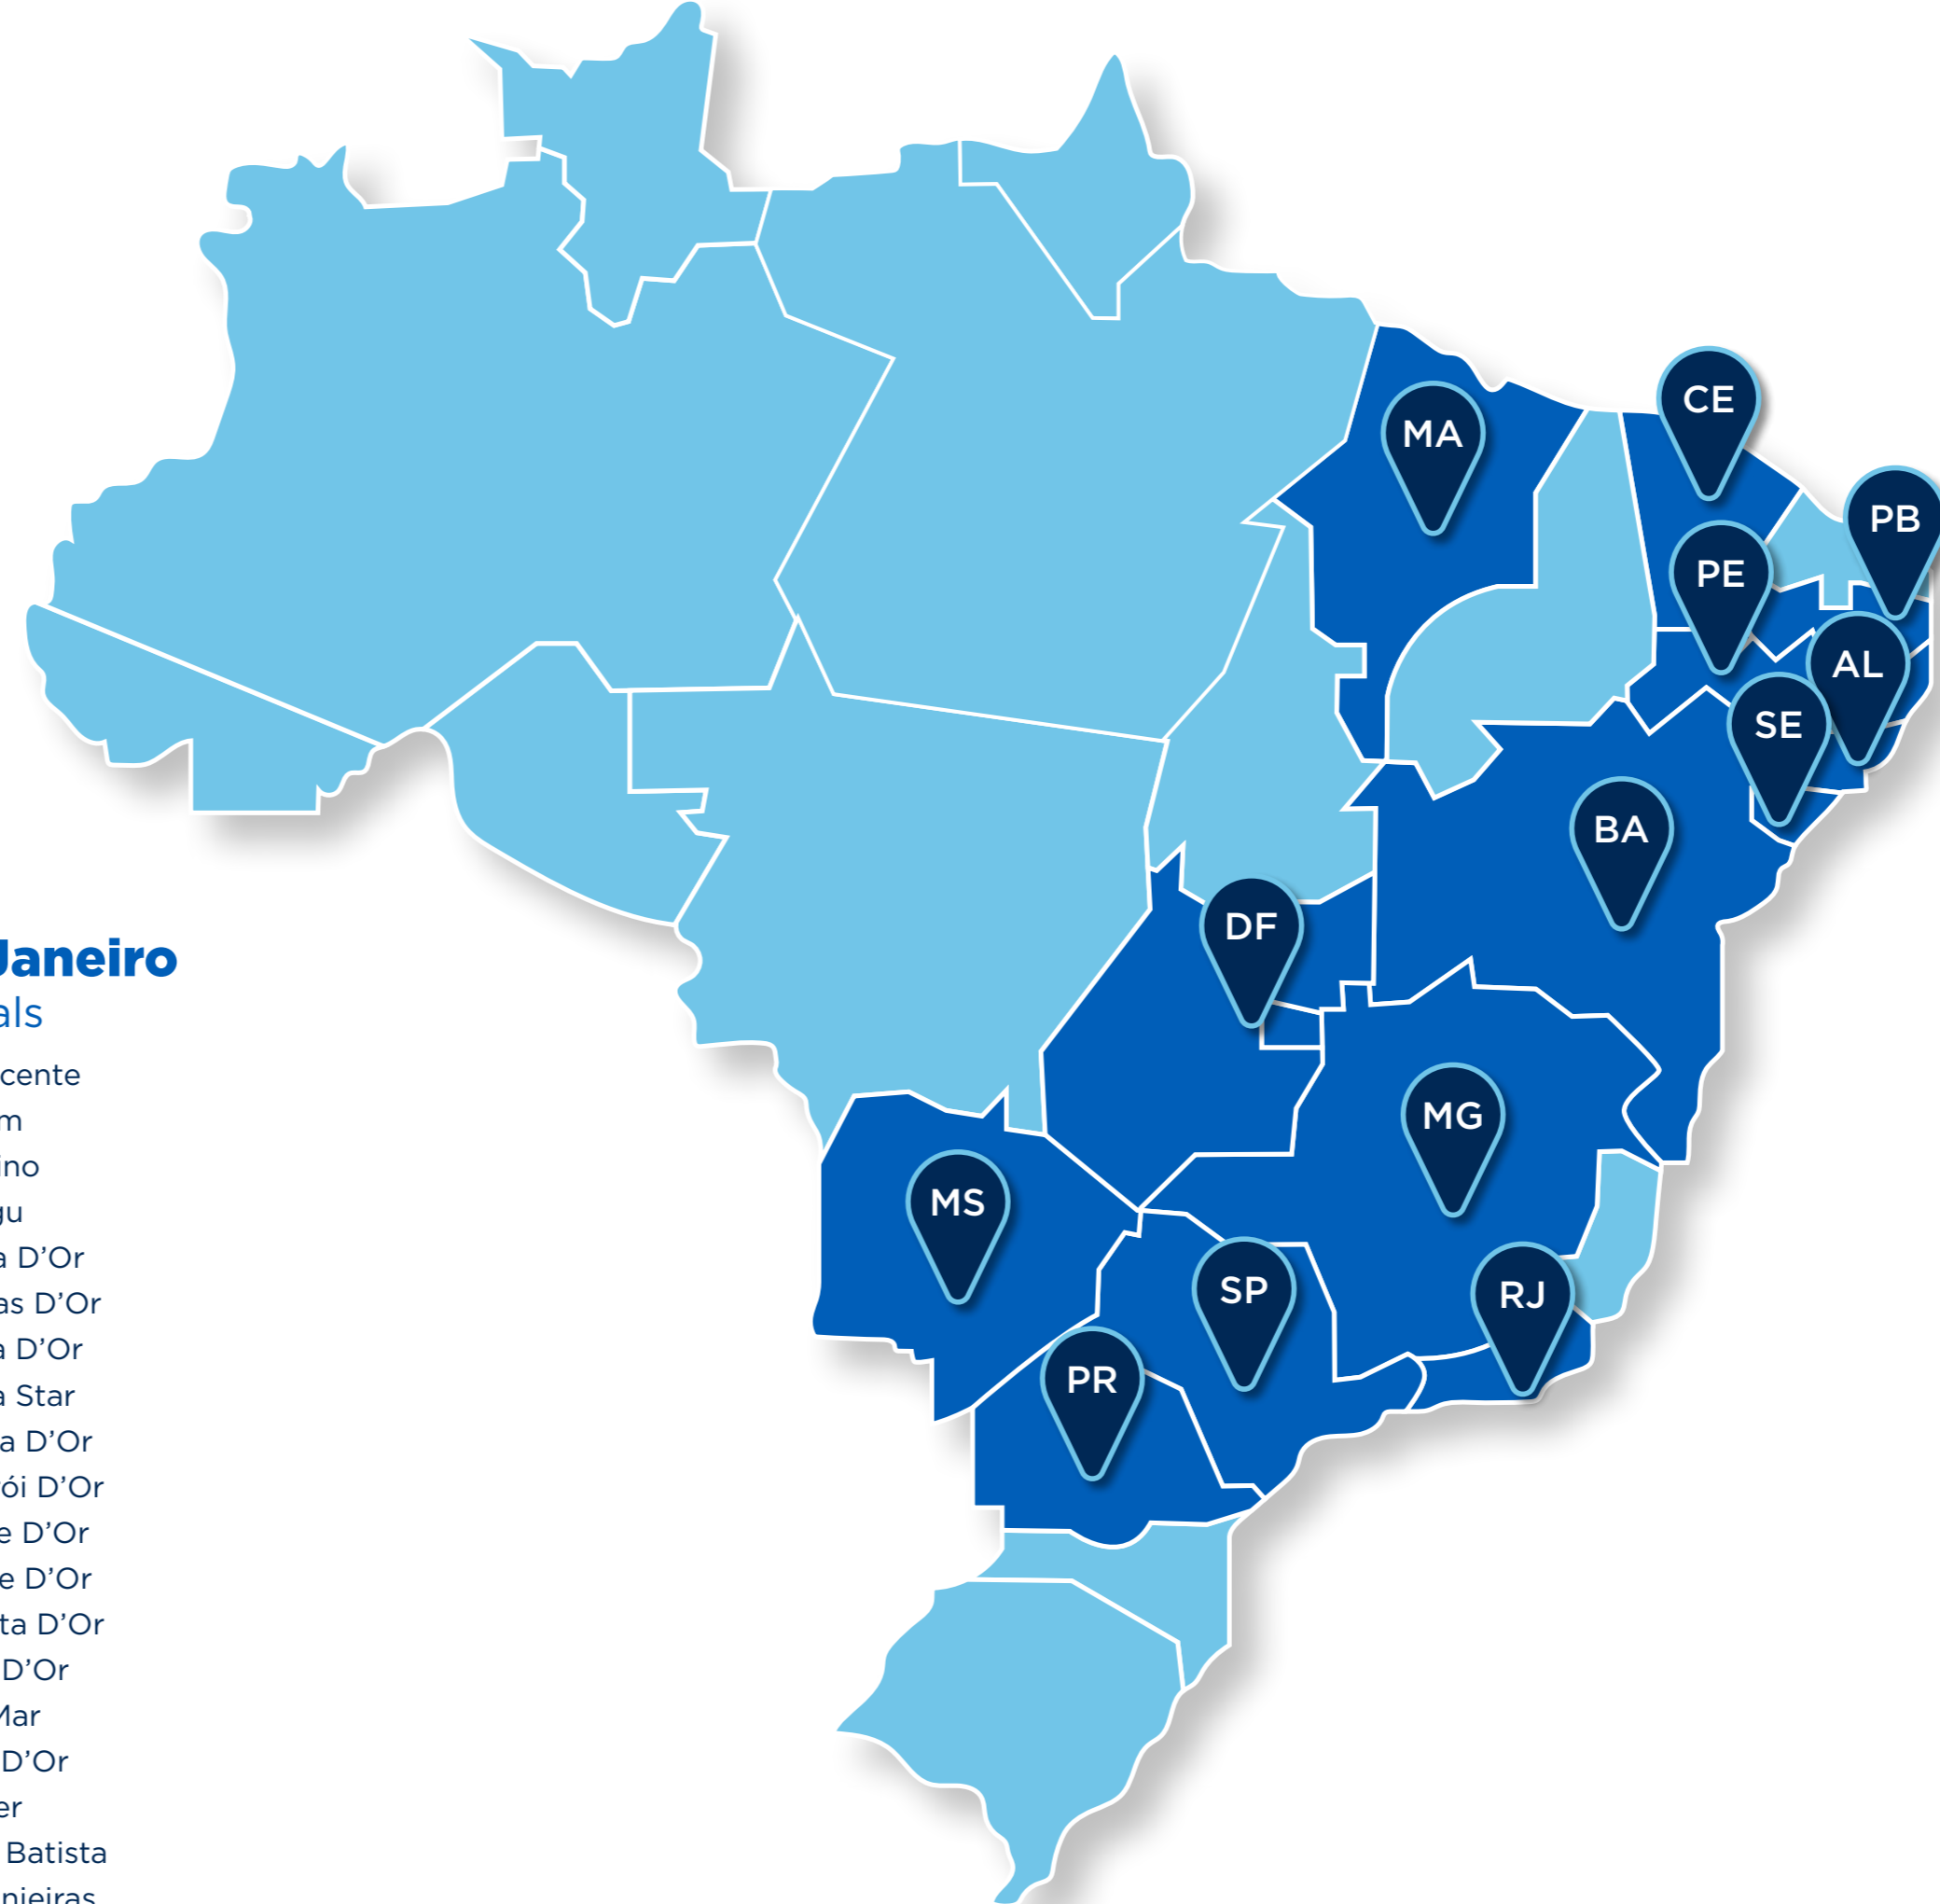 CE
MA
PB
PE
AL
SE
BA
DF
Janeiro
als
cente
m
ino
MG
gu
MS
a D'Or
as D'Or
SP
RJ
a D'Or
PR
a Star
a D'Or
ói D'Or
e D'Or
e D'Or
ta D'Or
D'Or
Mar
D'Or
er
Batista
njeiras